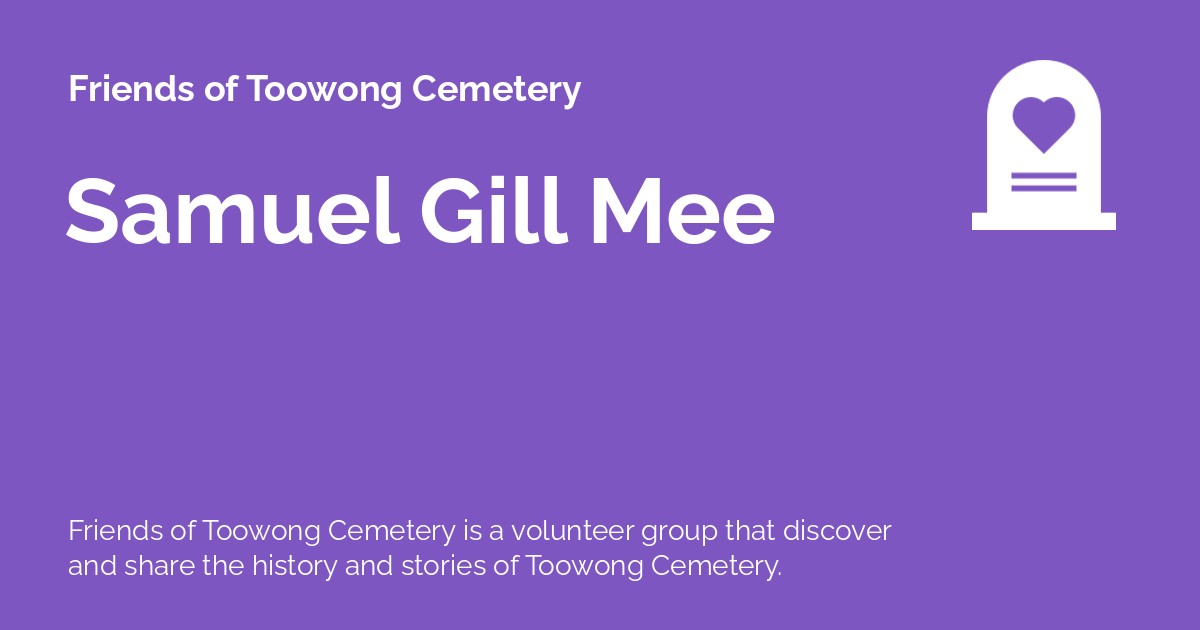 Friends of Toowong Cemetery
Samuel Gill Mee
Friends of Toowong Cemetery is a volunteer group that discover
and share the history and stories of Toowong Cemetery.